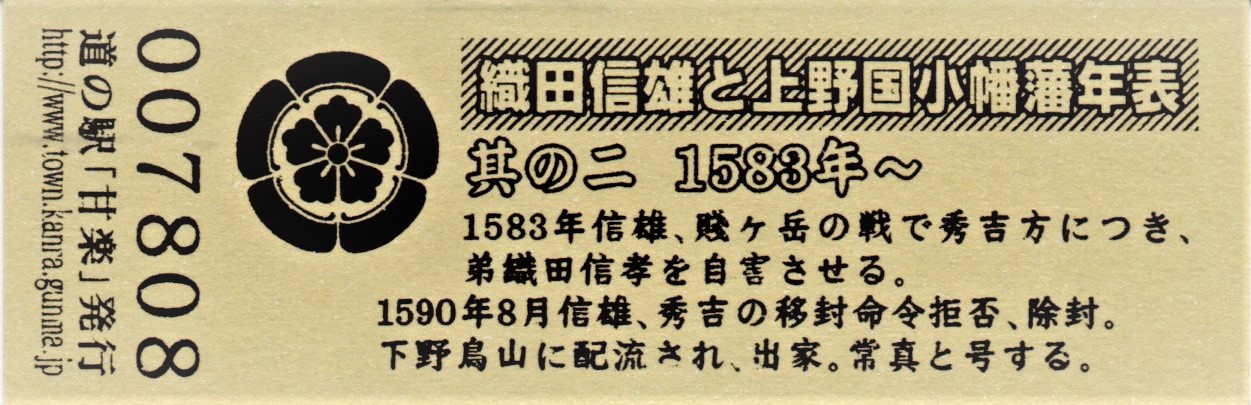 織田信雄と上野国小幡藩年表
其の二 1583年～
1583年信雄、賤ヶ岳の戦で秀吉方につき、
弟織田信孝を自害させる。
1590年8月信雄、秀吉の移封命令拒否、除封。
下野烏山に配流され、出家。常真と号する。
007808
道の駅「甘楽」発行
http://www.town.kanra.gunma.jp